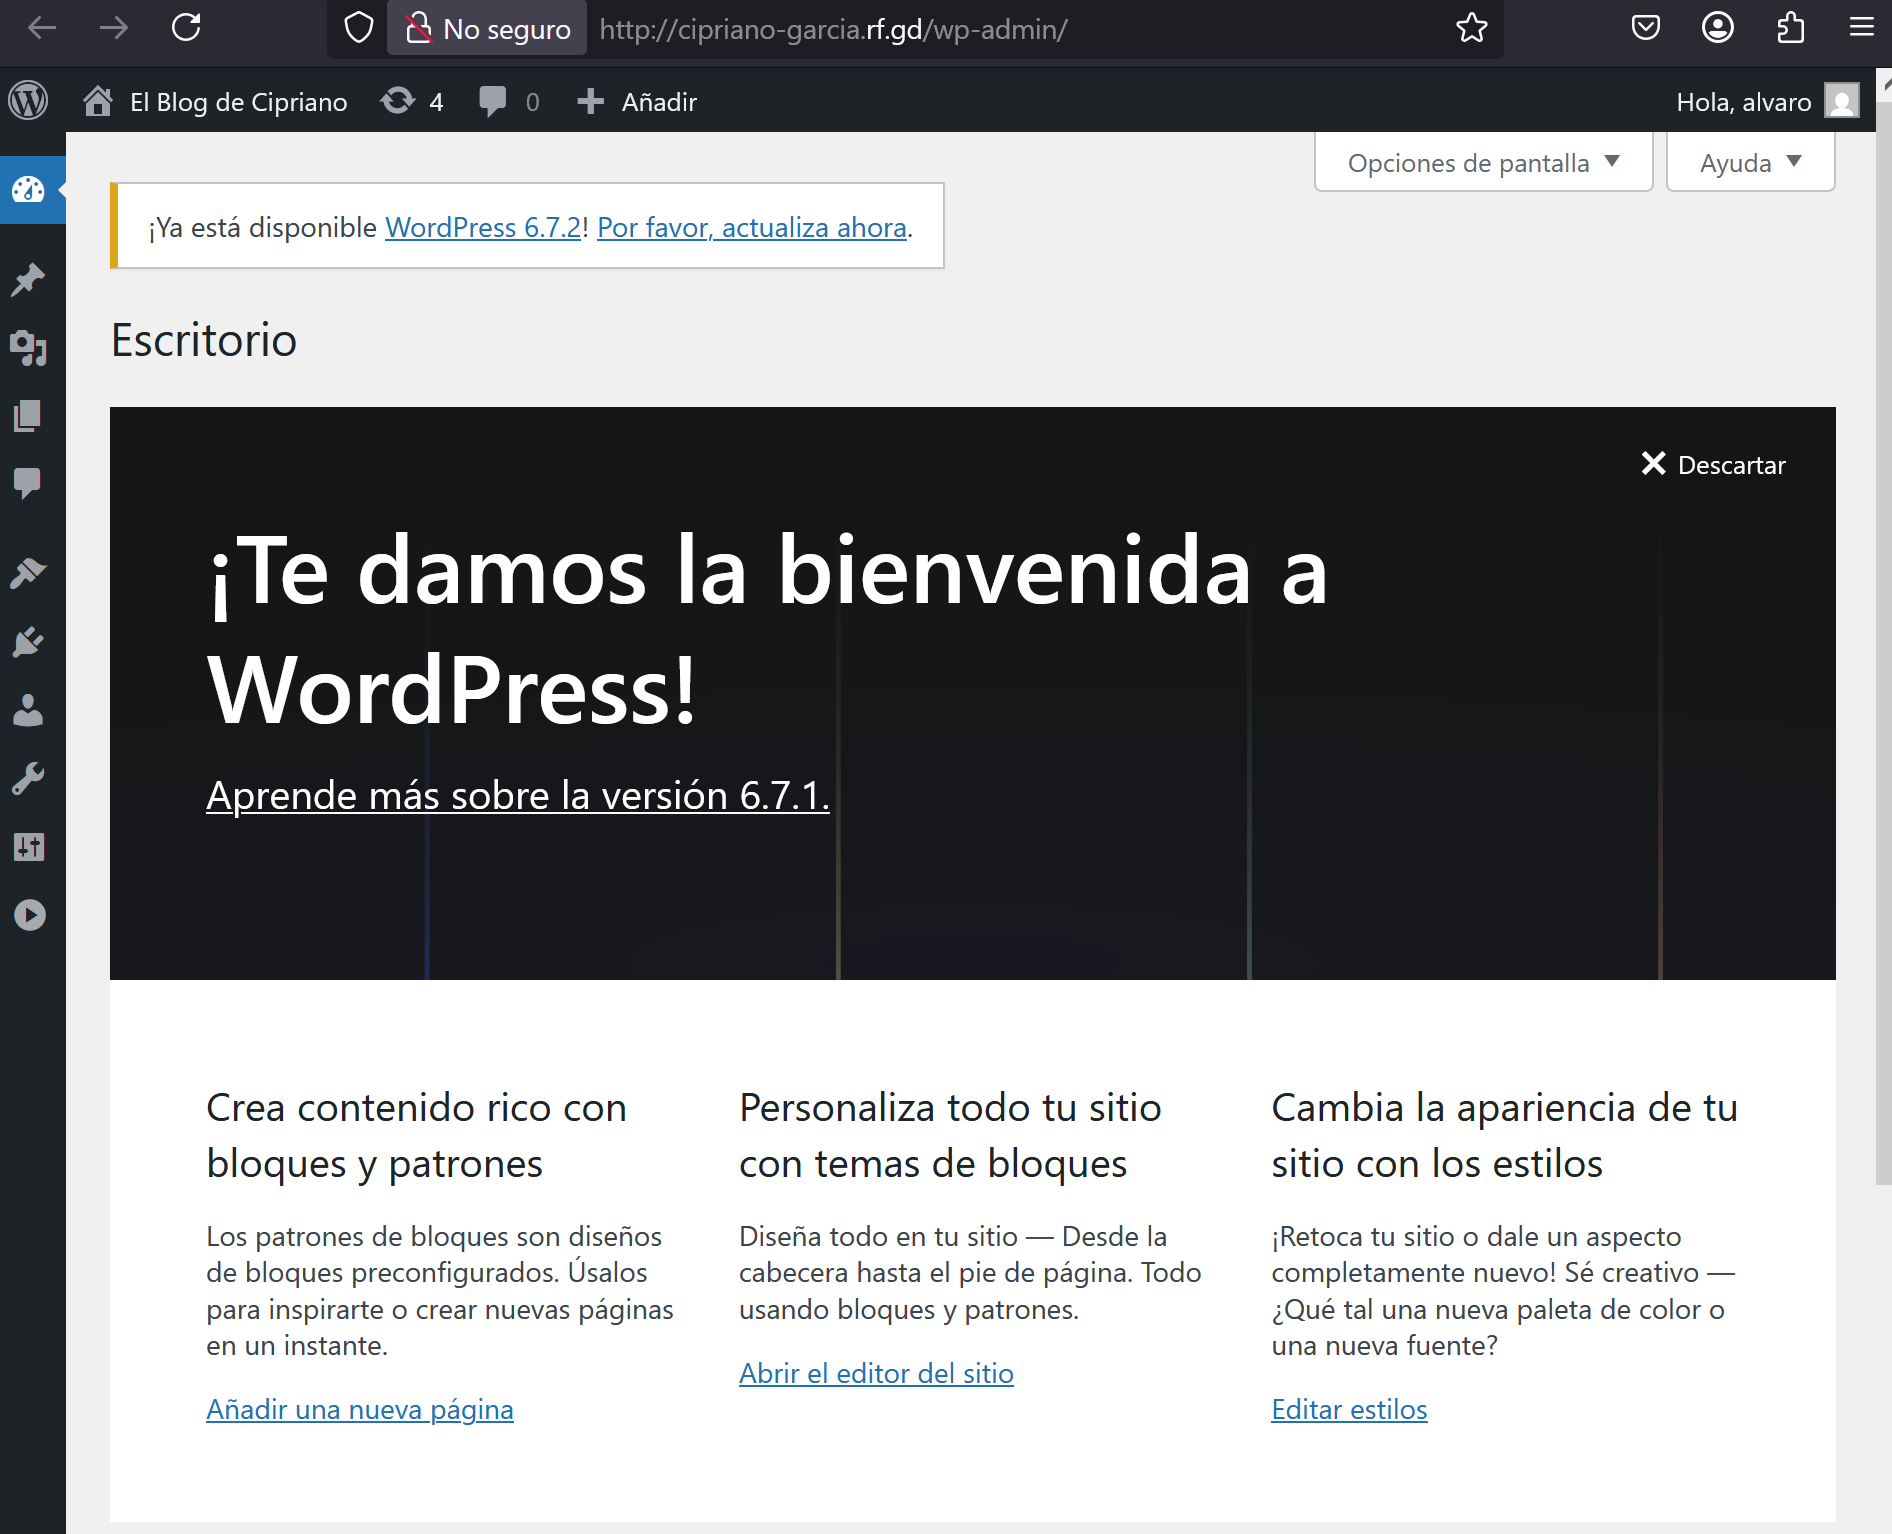 No seguro http://cipriano-garcia.rf.gd/wp-admin/
El Blog de Cipriano 4 0 Añadir Hola, alvaro
Opciones de pantalla Ayuda
¡Ya está disponible WordPress 6.7.2! Por favor, actualiza ahora.
Escritorio
Descartar
¡Te damos la bienvenida a
WordPress!
Aprende más sobre la versión 6.7.1.
Crea contenido rico con
bloques y patrones
Los patrones de bloques son diseños
de bloques preconfigurados. Úsalos
para inspirarte o crear nuevas páginas
en un instante.
Añadir una nueva página
Personaliza todo tu sitio
con temas de bloques
Diseña todo en tu sitio — Desde la
cabecera hasta el pie de página. Todo
usando bloques y patrones.
Abrir el editor del sitio
Cambia la apariencia de tu
sitio con los estilos
¡Retoca tu sitio o dale un aspecto
completamente nuevo! Sé creativo —
¿Qué tal una nueva paleta de color o
una nueva fuente?
Editar estilos